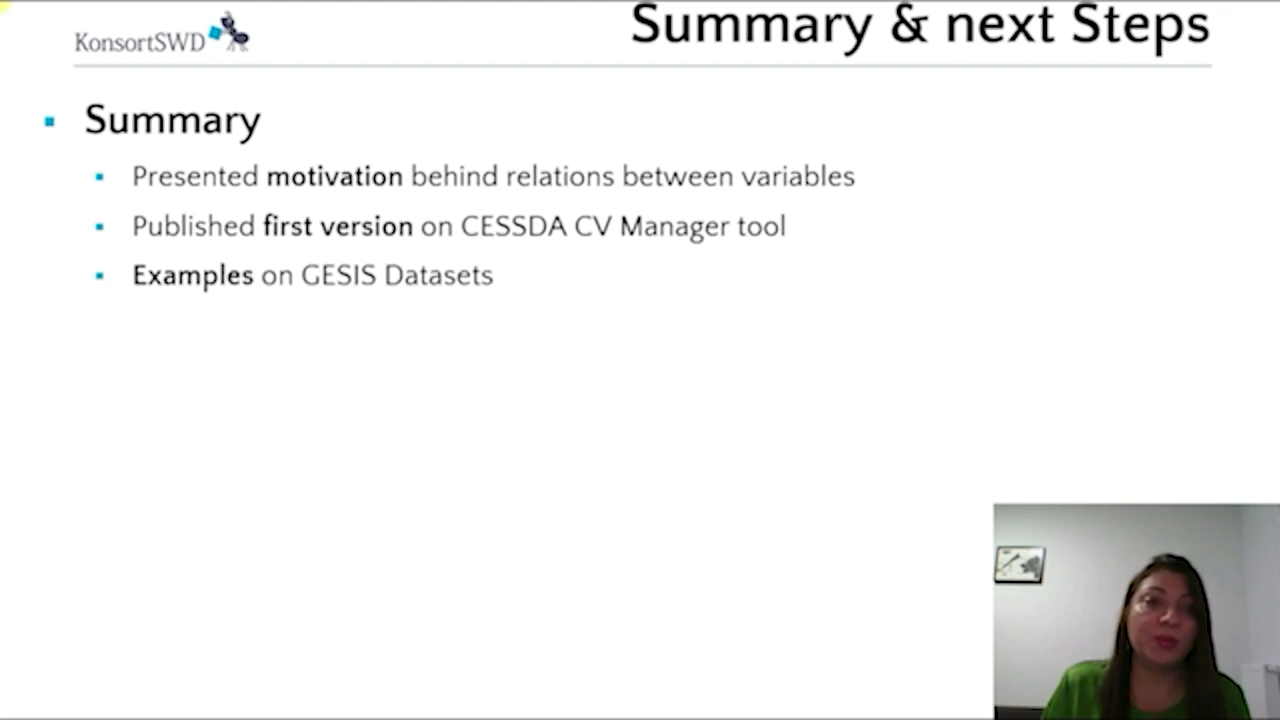 KonsortSWD
Summary & next Steps
Summary
Presented motivation behind relations between variables
Published first version on CESSDA CV Manager tool
Examples on GESIS Datasets